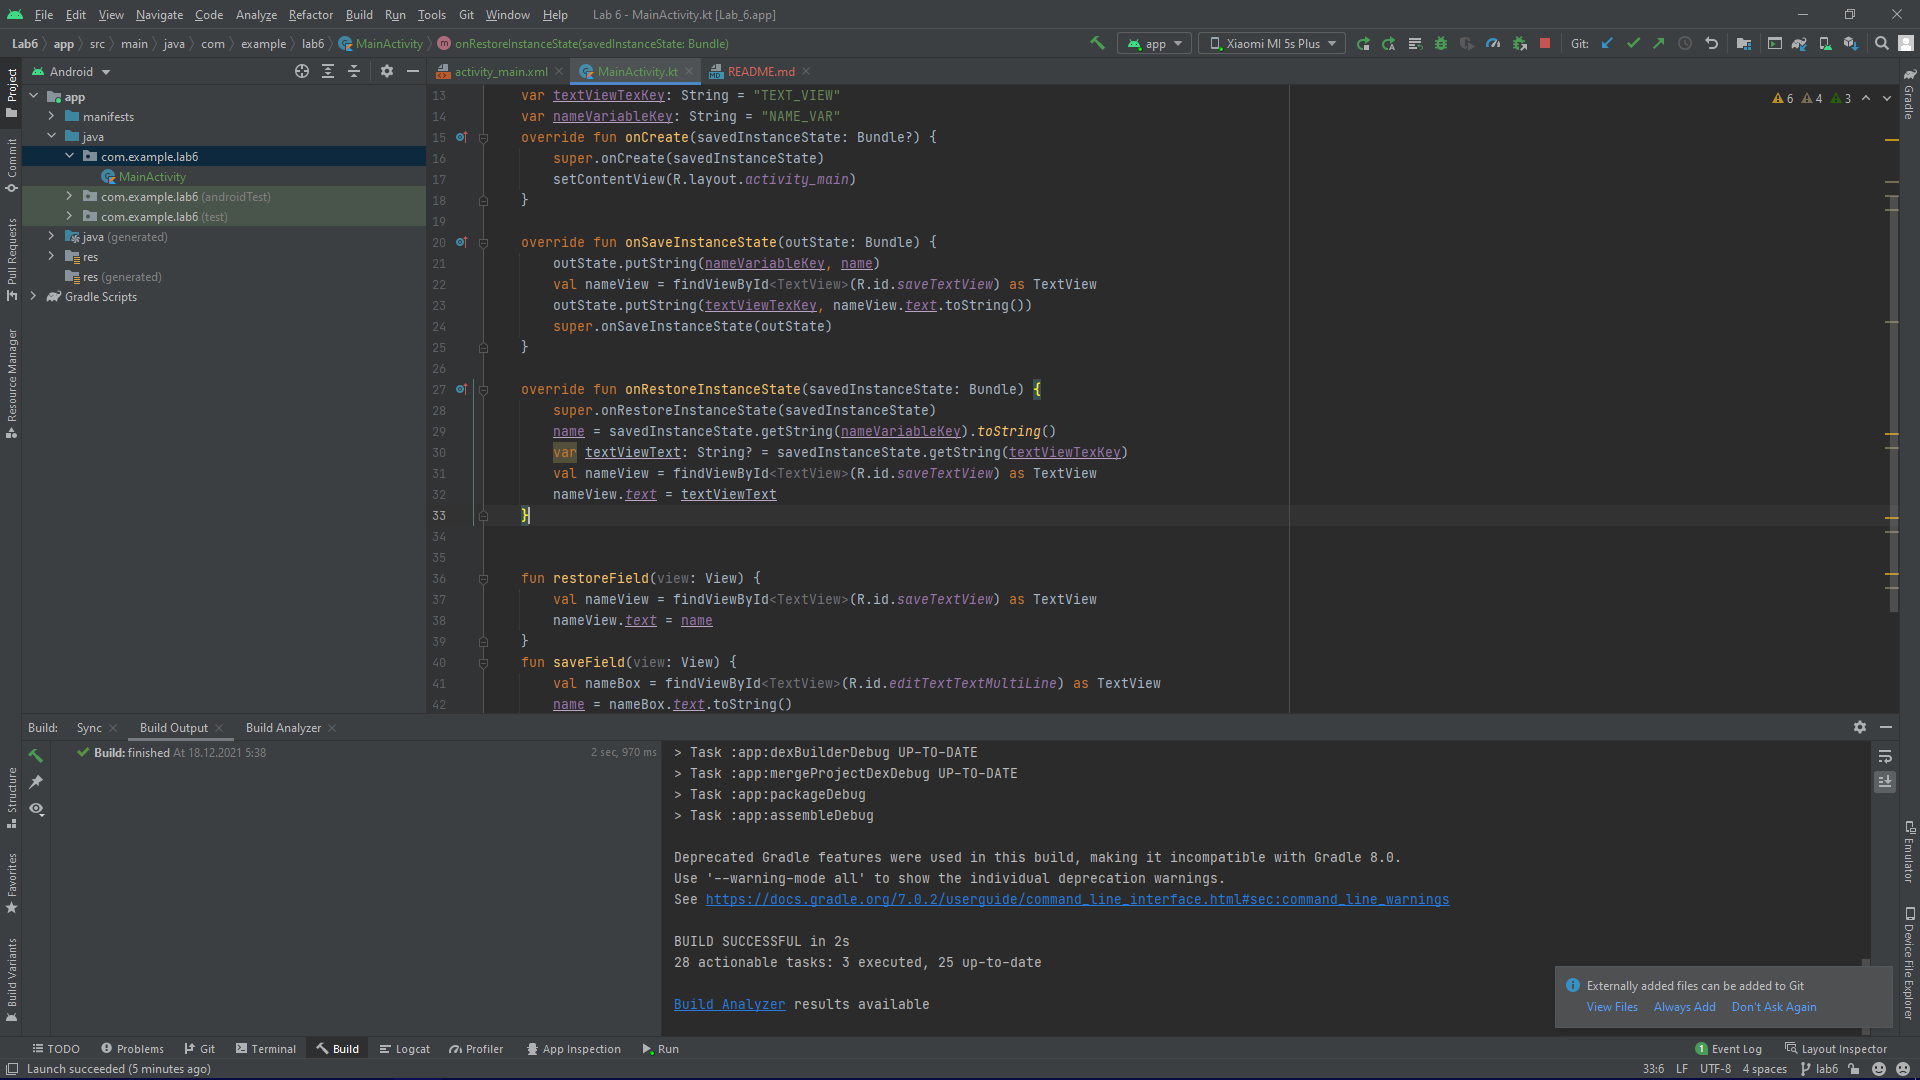 File Edit View Navigate Code Analyze Refactor Build Run Tools Git Window Help Lab 6 - MainActivity.kt [Lab_6.app]
Lab6 app src main java com example lab6 MainActivity onRestoreInstanceState(savedInstanceState: Bundle) app Xiaomi MI 5s Plus Git:
Android
activity_main.xml MainActivity.kt README.md
Project
Commit
Pull Requests
Resource Manager
Structure
Favorites
Build Variants
app
manifests
java
com.example.lab6
MainActivity
com.example.lab6 (androidTest)
com.example.lab6 (test)
java (generated)
res
res (generated)
Gradle Scripts
6 4 3
13 var textViewTexKey: String = "TEXT_VIEW"
14 var nameVariableKey: String = "NAME_VAR"
15 override fun onCreate(savedInstanceState: Bundle?) {
16 super.onCreate(savedInstanceState)
17 setContentView(R.layout.activity_main)
18 }
19
20 override fun onSaveInstanceState(outState: Bundle) {
21 outState.putString(nameVariableKey, name)
22 val nameView = findViewById<TextView>(R.id.saveTextView) as TextView
23 outState.putString(textViewTexKey, nameView.text.toString())
24 super.onSaveInstanceState(outState)
25 }
26
27 override fun onRestoreInstanceState(savedInstanceState: Bundle) {
28 super.onRestoreInstanceState(savedInstanceState)
29 name = savedInstanceState.getString(nameVariableKey).toString()
30 var textViewText: String? = savedInstanceState.getString(textViewTexKey)
31 val nameView = findViewById<TextView>(R.id.saveTextView) as TextView
32 nameView.text = textViewText
33 }
34
35
36 fun restoreField(view: View) {
37 val nameView = findViewById<TextView>(R.id.saveTextView) as TextView
38 nameView.text = name
39 }
40 fun saveField(view: View) {
41 val nameBox = findViewById<TextView>(R.id.editTextTextMultiLine) as TextView
42 name = nameBox.text.toString()
Gradle
Emulator
Device File Explorer
Build: Sync Build Output Build Analyzer
Build: finished At 18.12.2021 5:38 2 sec, 970 ms
> Task :app:dexBuilderDebug UP-TO-DATE
> Task :app:mergeProjectDexDebug UP-TO-DATE
> Task :app:packageDebug
> Task :app:assembleDebug
Deprecated Gradle features were used in this build, making it incompatible with Gradle 8.0.
Use '--warning-mode all' to show the individual deprecation warnings.
See https://docs.gradle.org/7.0.2/userguide/command_line_interface.html#sec:command_line_warnings
BUILD SUCCESSFUL in 2s
28 actionable tasks: 3 executed, 25 up-to-date
Build Analyzer results available
Externally added files can be added to Git
View Files Always Add Don't Ask Again
TODO Problems Git Terminal Build Logcat Profiler App Inspection Run 1 Event Log Layout Inspector
Launch succeeded (5 minutes ago) 33:6 LF UTF-8 4 spaces lab6